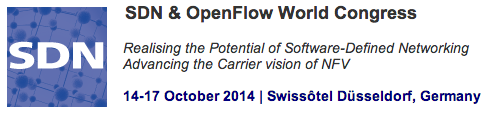 SDN
SDN & OpenFlow World Congress
Realising the Potential of Software-Defined Networking
Advancing the Carrier vision of NFV
14-17 October 2014 | Swissôtel Düsseldorf, Germany